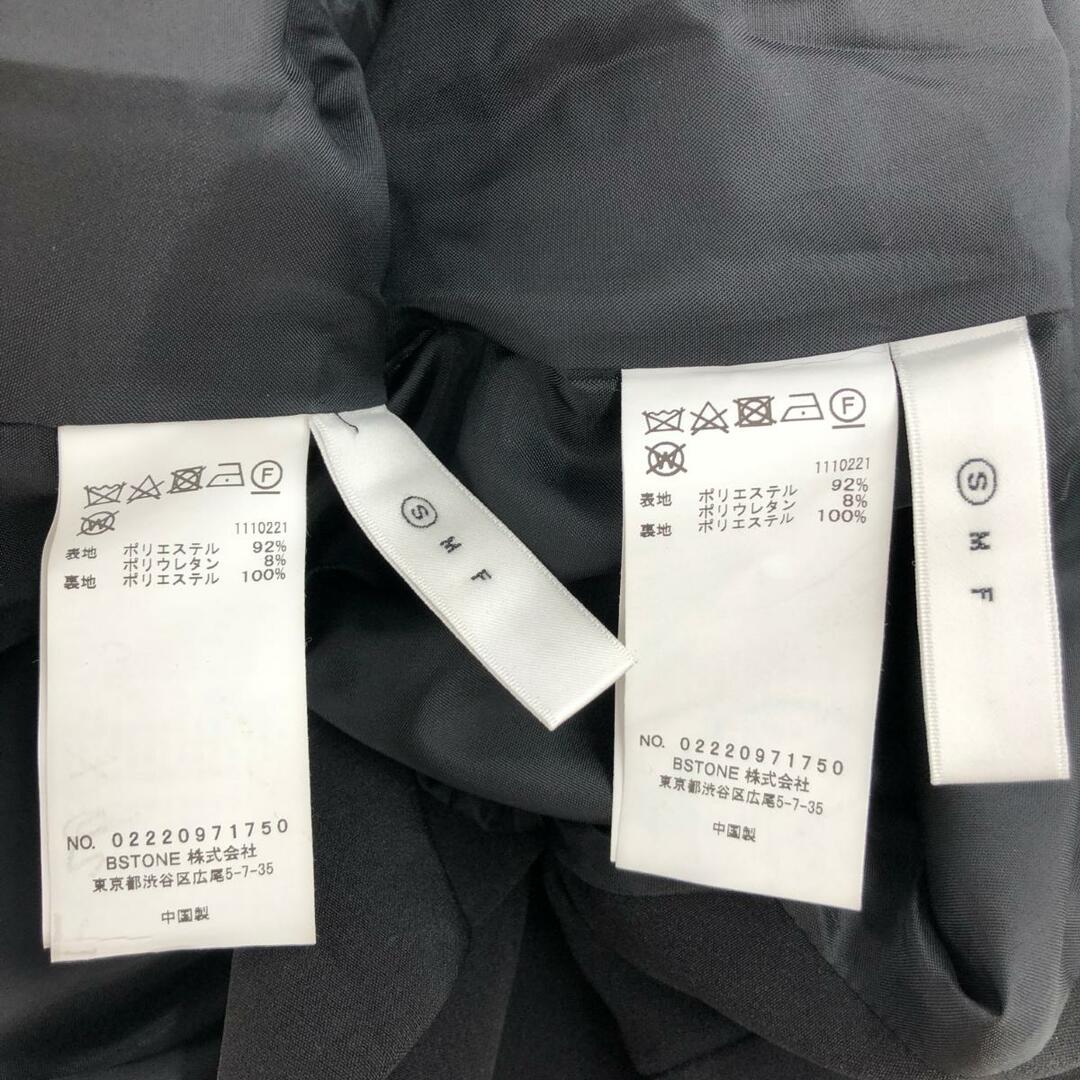 F
W
1110221
表地 ポリエステル 92%
ポリウレタン 8%
裏地 ポリエステル 100%
NO. 02220971750
BSTONE 株式会社
東京都渋谷区広尾5-7-35
中国製
S M F
F
W
1110221
表地 ポリエステル 92%
ポリウレタン 8%
裏地 ポリエステル 100%
NO. 02220971750
BSTONE 株式会社
東京都渋谷区広尾5-7-35
中国製
S M F